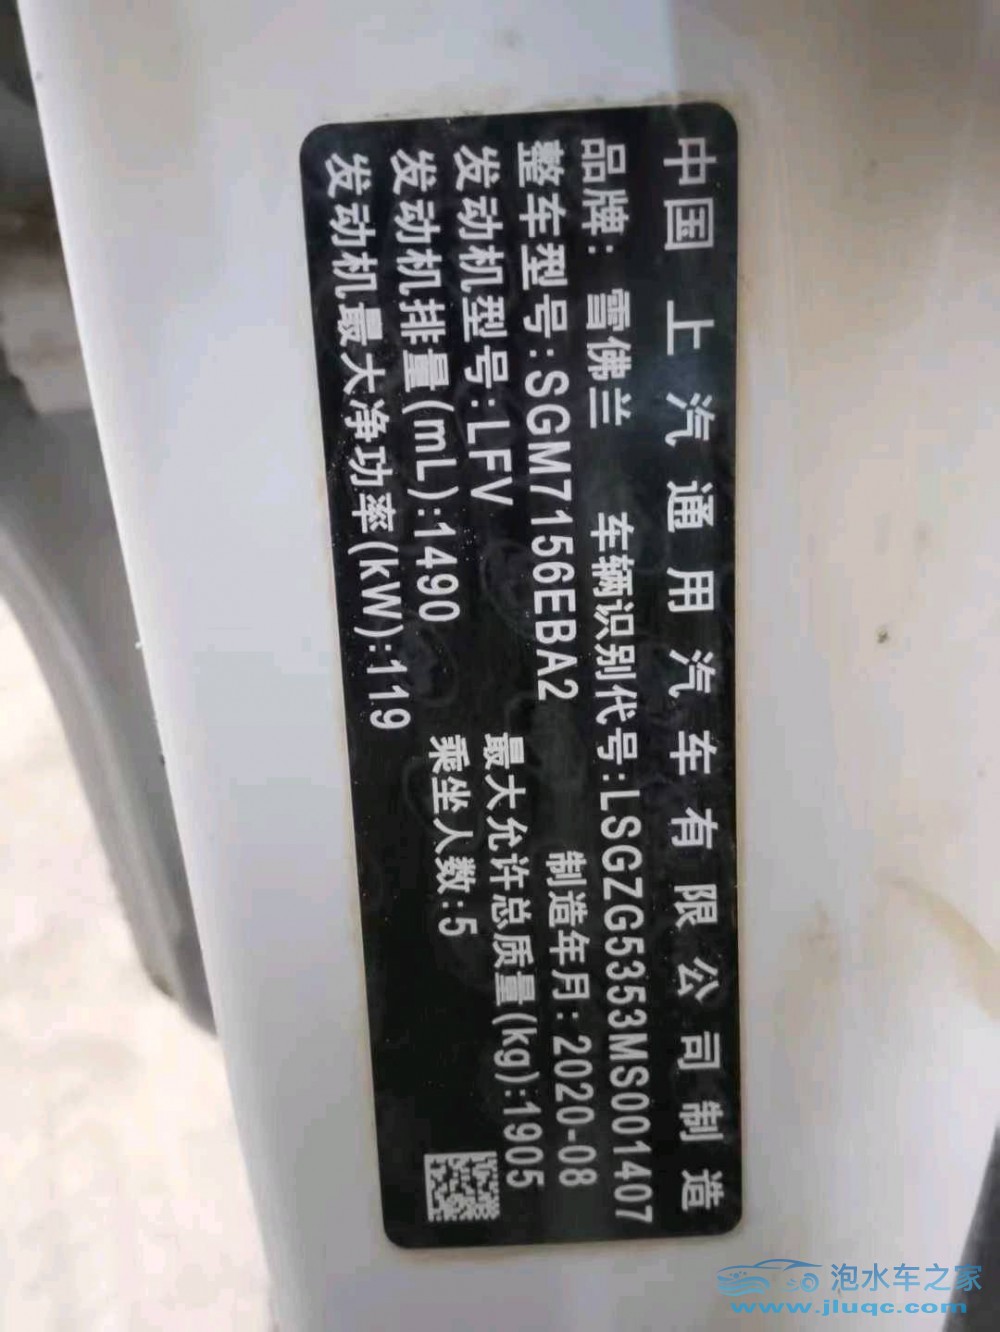 中国上汽通用汽车有限公司制造
品牌: 雪佛兰 车辆识别代号:LSGZG5353MS001407
整车型号:SGM7156EBA2 制造年月:2020-08
发动机型号:LFV 最大允许总质量(kg):1905
发动机排量(mL):1490 乘坐人数:5
发动机最大净功率(kW):119
泡水车之家
www.jluqc.com